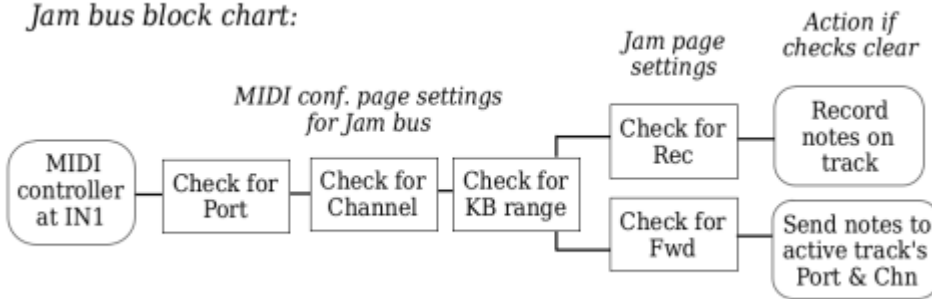 Jam bus block chart:
Action if
checks clear
Jam page
settings
MIDI conf. page settings
for Jam bus
MIDI
controller
at IN1
Check for
Port
Check for
Channel
Check for
KB range
Check for
Rec
Record
notes on
track
Check for
Fwd
Send notes to
active track's
Port & Chn